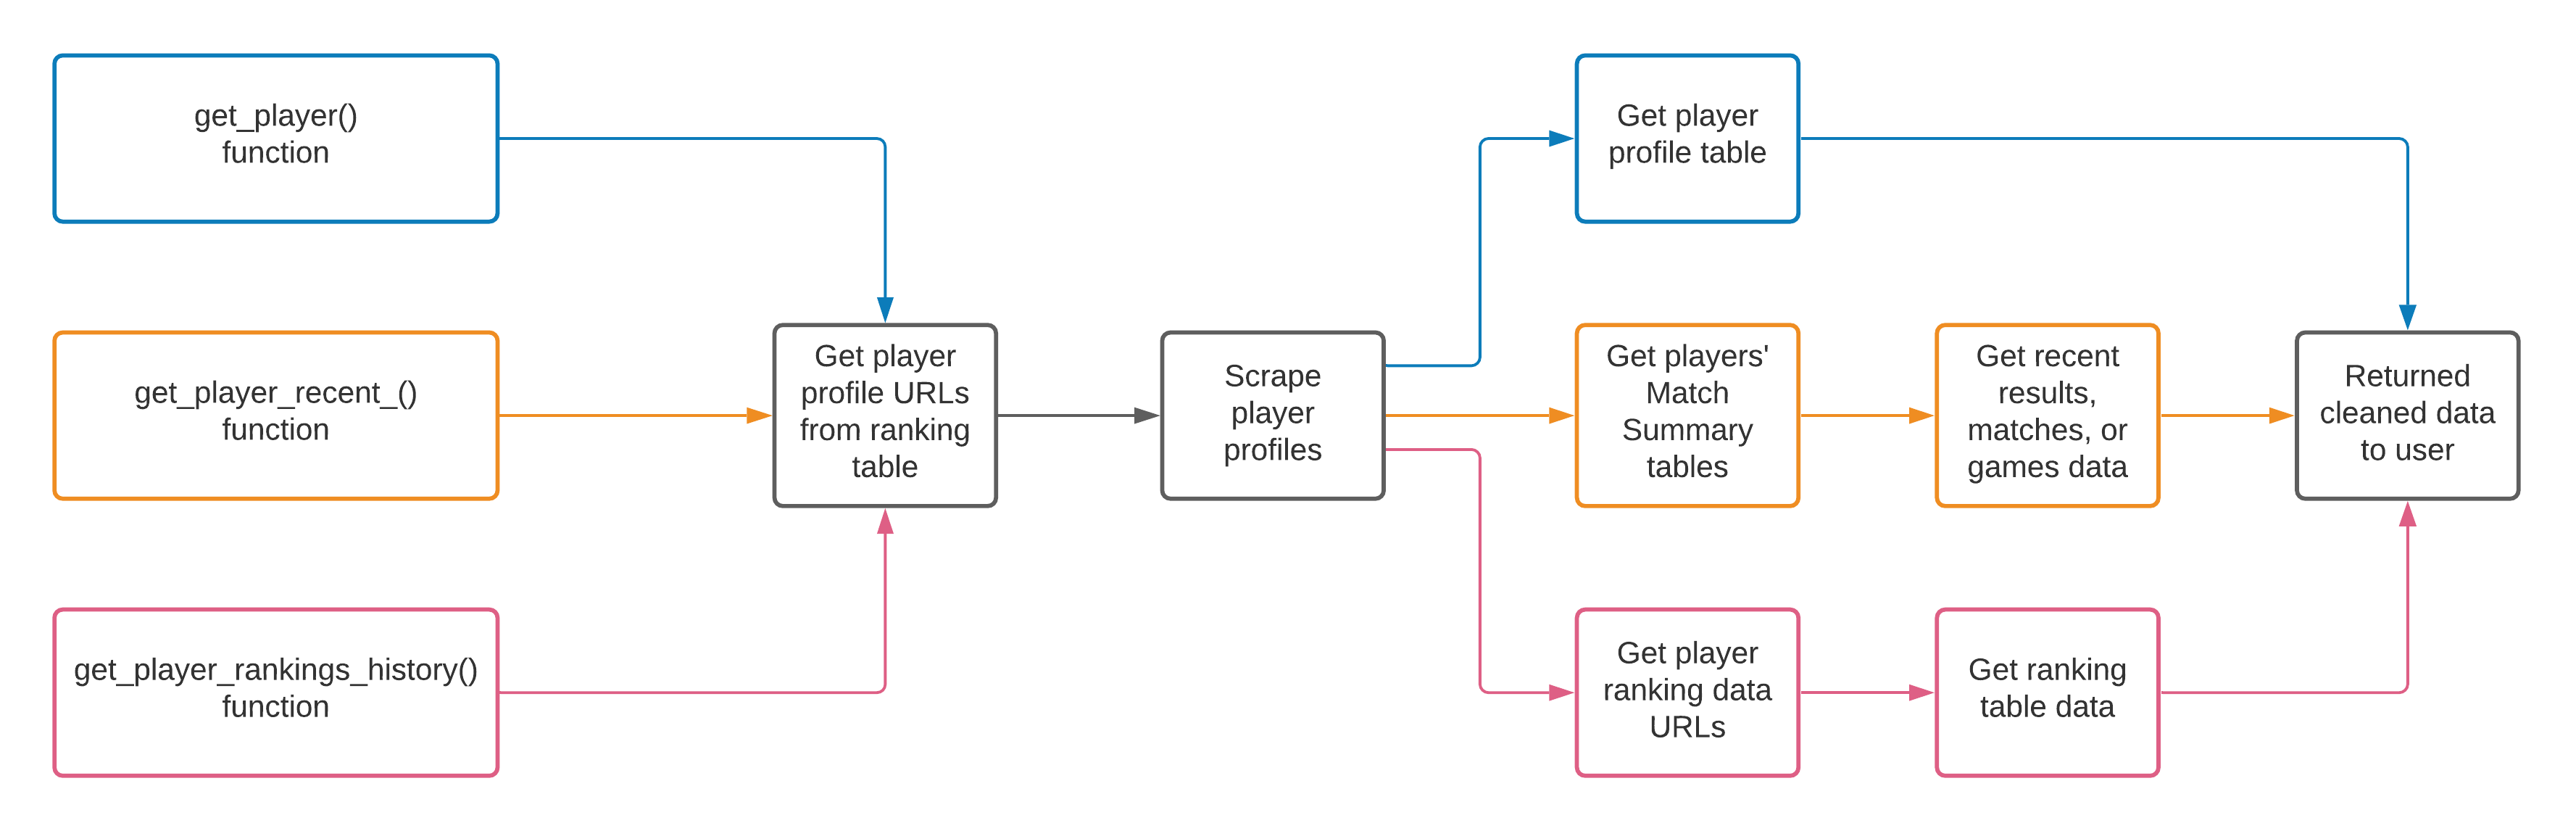 get_player()
function
get_player_recent_()
function
get_player_rankings_history()
function
Get player
profile URLs
from ranking
table
Scrape
player
profiles
Get player
profile table
Get players'
Match
Summary
tables
Get recent
results,
matches, or
games data
Get player
ranking data
URLs
Get ranking
table data
Returned
cleaned data
to user